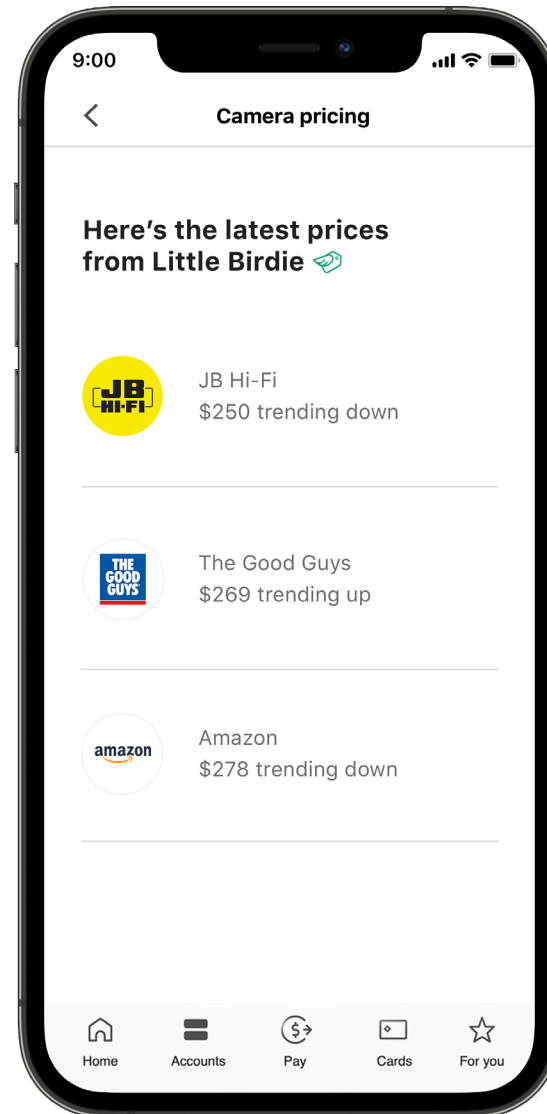 9:00
Camera pricing
Here's the latest prices
from Little Birdie
JB
HI-FI
JB Hi-Fi
$250 trending down
THE
GOOD
GUYS
The Good Guys
$269 trending up
amazon
Amazon
$278 trending down
Home
Accounts
Pay
Cards
For you